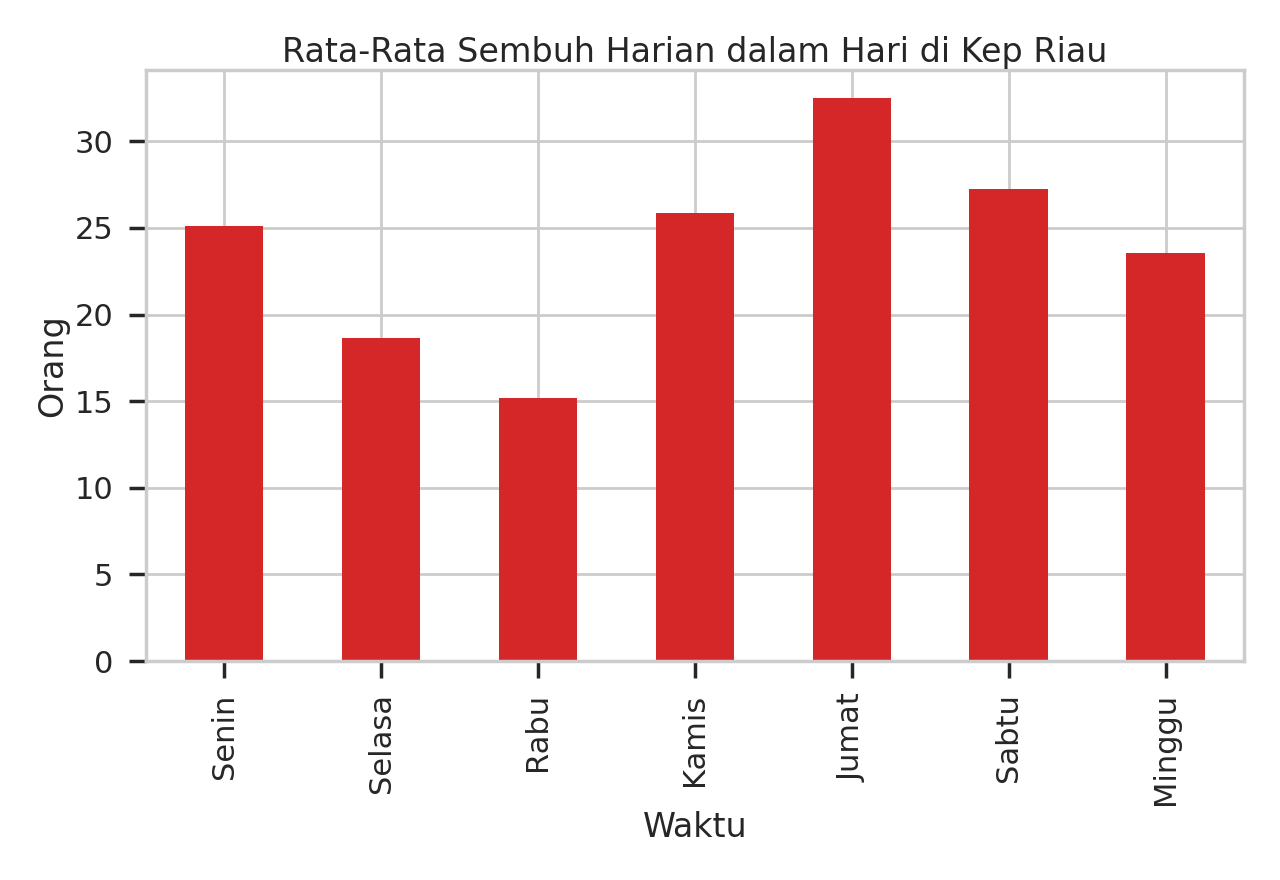 Rata-Rata Sembuh Harian dalam Hari di Kep Riau
Orang
30
25
20
15
10
5
0
Senin
Selasa
Rabu
Kamis
Jumat
Sabtu
Minggu
Waktu